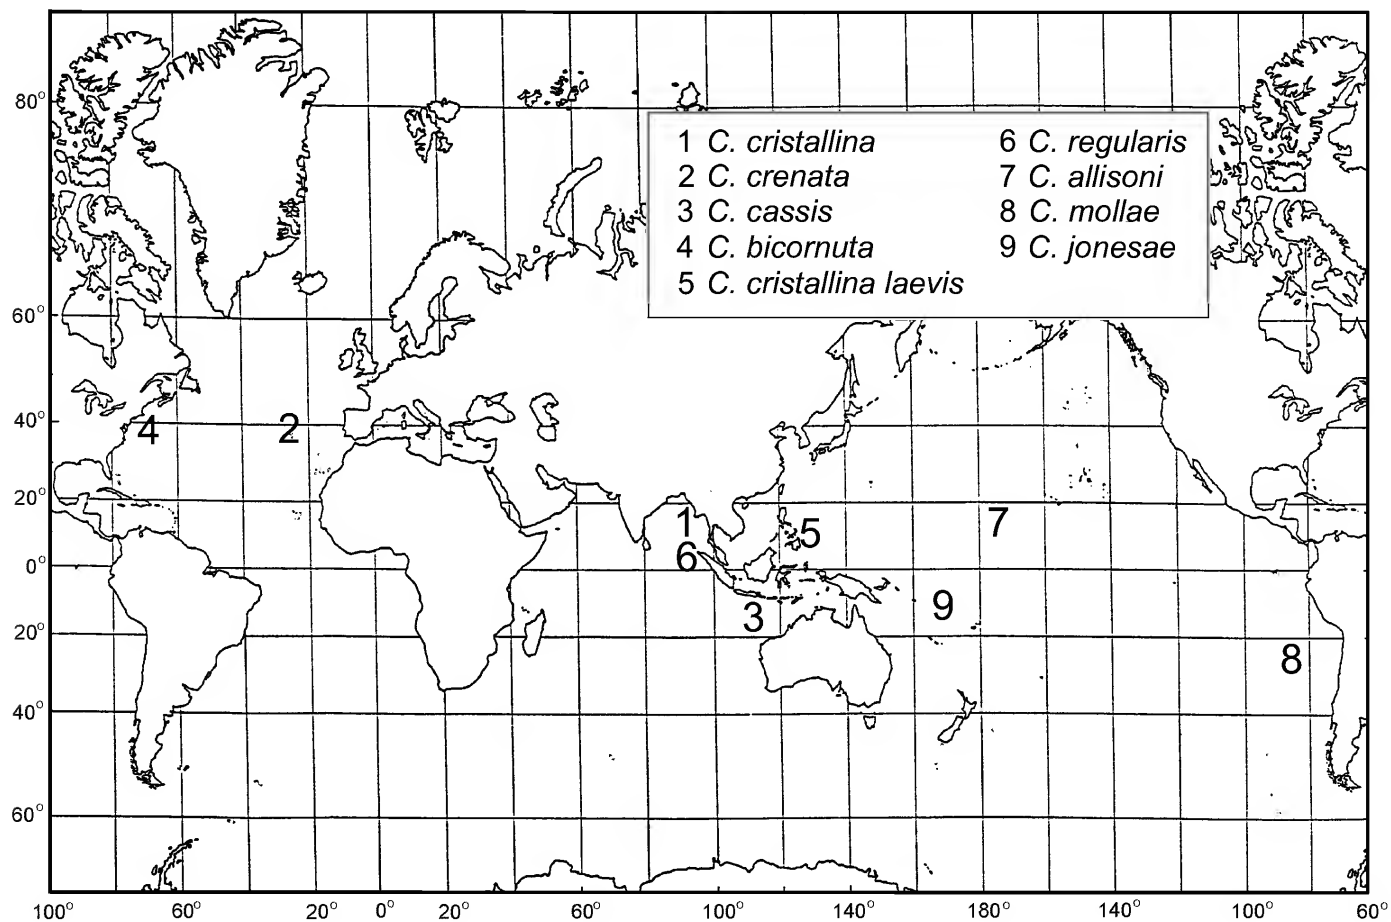 80°
1 C. cristallina
6 C. regularis
2 C. crenata
7 C. allisoni
3 C. cassis
8 C. mollae
4 C. bicornuta
9 C. jonesae
5 C. cristallina laevis
60°
40°
4
2
20°
1
5
7
0°
6
3
9
20°
8
40°
60°
100° 60° 20° 0° 20° 60° 100° 140° 180° 140° 100° 60°